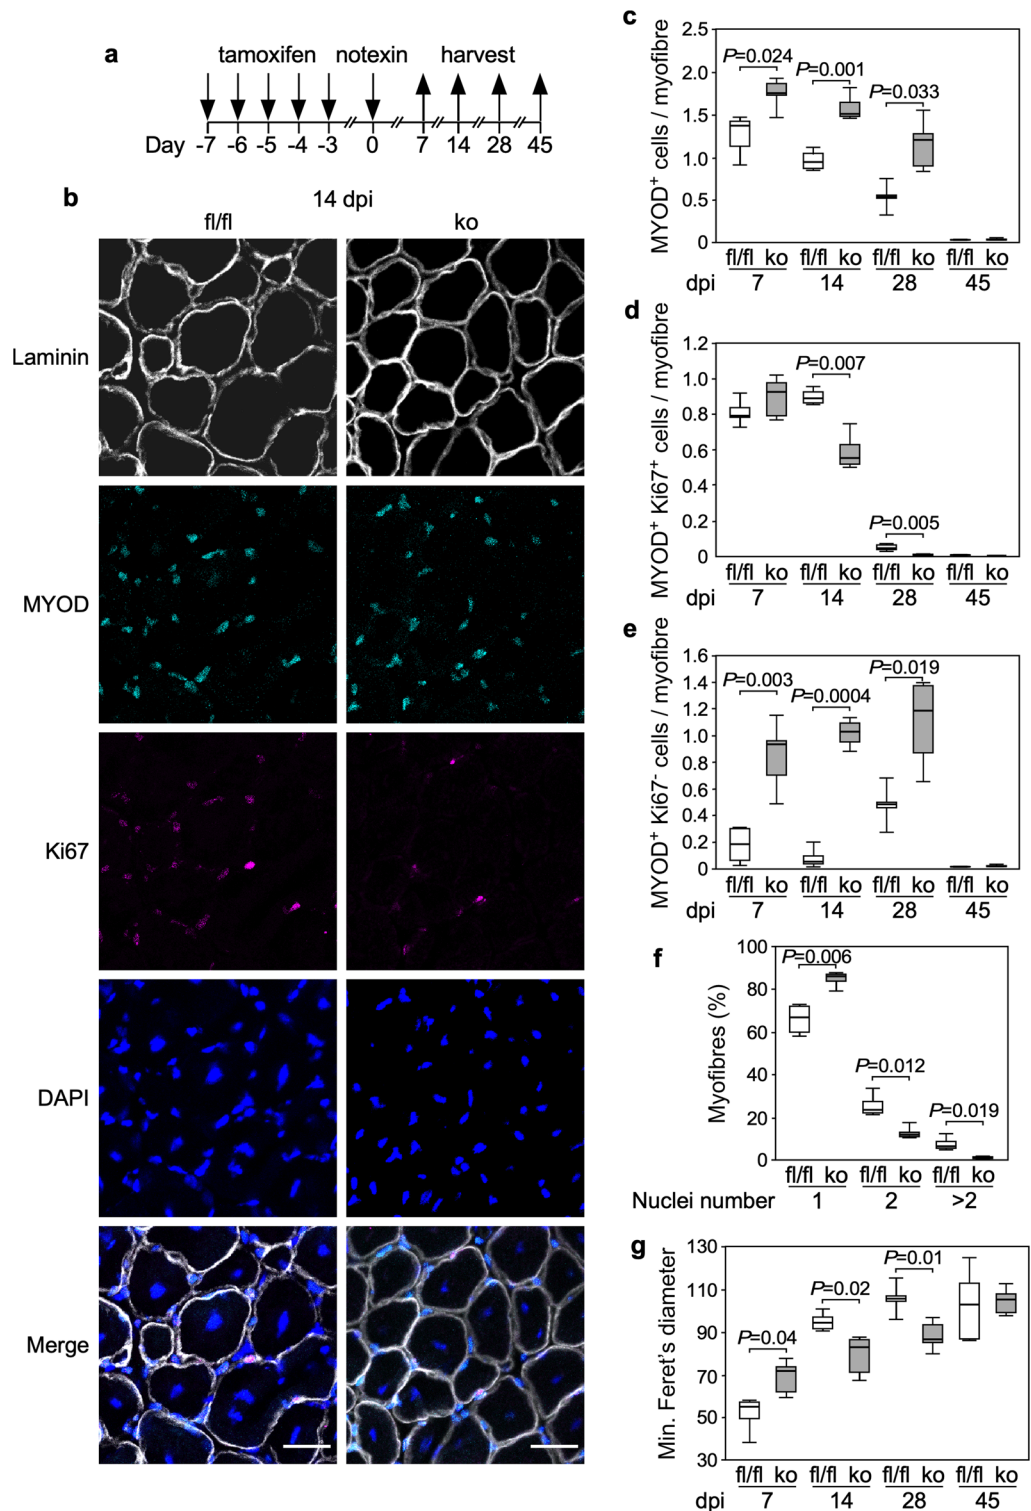 a
tamoxifen notexin harvest
Day -7 -6 -5 -4 -3 0 7 14 28 45
b
14 dpi
fl/fl ko
Laminin
MYOD
Ki67
DAPI
Merge
c
MYOD+ cells / myofibre
2.5
2.0
1.5
1.0
0.5
0
P=0.024
P=0.001
P=0.033
fl/fl ko fl/fl ko fl/fl ko fl/fl ko
dpi 7 14 28 45
d
MYOD+ Ki67+ cells / myofibre
1.2
1.0
0.8
0.6
0.4
0.2
0
P=0.007
P=0.005
fl/fl ko fl/fl ko fl/fl ko fl/fl ko
dpi 7 14 28 45
e
MYOD+ Ki67- cells / myofibre
1.6
1.4
1.2
1.0
0.8
0.6
0.4
0.2
0
P=0.003
P=0.0004
P=0.019
fl/fl ko fl/fl ko fl/fl ko fl/fl ko
dpi 7 14 28 45
f
Myofibres (%)
100
80
60
40
20
0
P=0.006
P=0.012
P=0.019
fl/fl ko fl/fl ko fl/fl ko
Nuclei number 1 2 >2
g
Min. Feret's diameter
130
110
90
70
50
30
P=0.04
P=0.02
P=0.01
fl/fl ko fl/fl ko fl/fl ko fl/fl ko
dpi 7 14 28 45